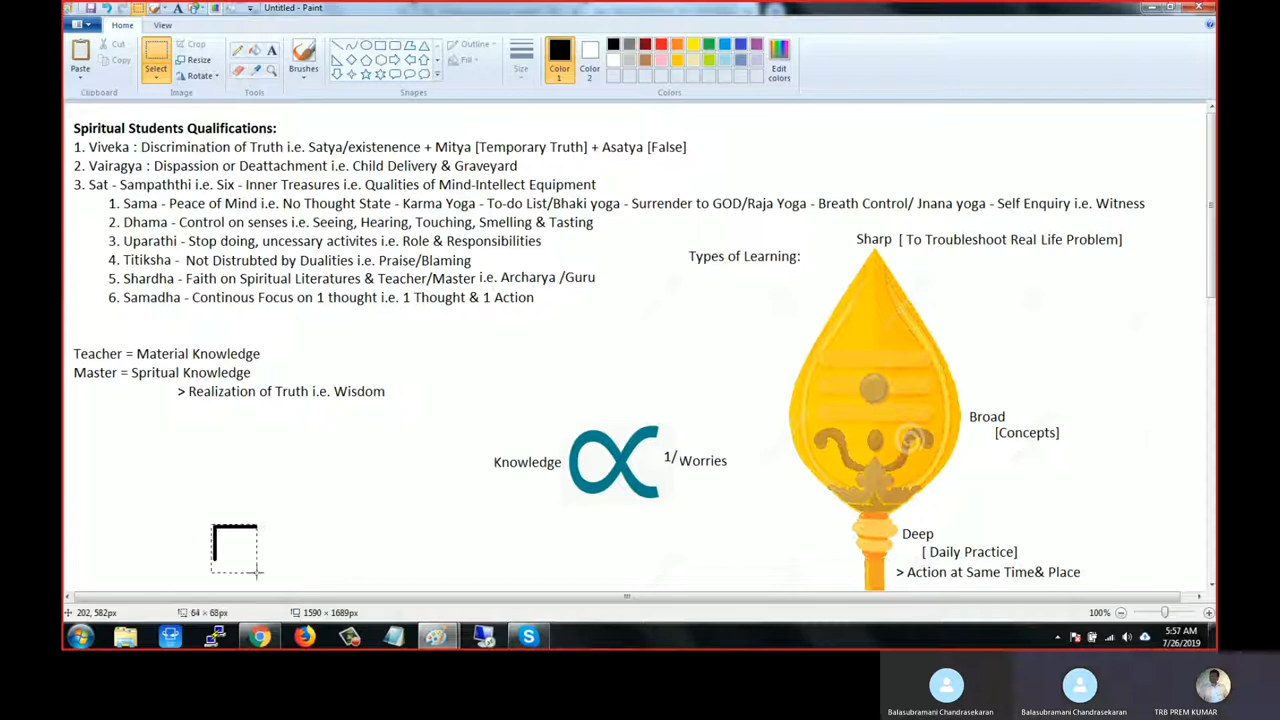 Untitled - Paint
Home
View
Paste
Cut
Copy
Clipboard
Select
Crop
Resize
Rotate
Image
Tools
Brushes
Shapes
Outline
Fill
Size
Color 1
Color 2
Edit colors
Colors
Spiritual Students Qualifications:
1. Viveka : Discrimination of Truth i.e. Satya/existenence + Mitya [Temporary Truth] + Asatya [False]
2. Vairagya : Dispassion or Deattachment i.e. Child Delivery & Graveyard
3. Sat - Sampaththi i.e. Six - Inner Treasures i.e. Qualities of Mind-Intellect Equipment
1. Sama - Peace of Mind i.e. No Thought State - Karma Yoga - To-do List/Bhaki yoga - Surrender to GOD/Raja Yoga - Breath Control/ Jnana yoga - Self Enquiry i.e. Witness
2. Dhama - Control on senses i.e. Seeing, Hearing, Touching, Smelling & Tasting
3. Uparathi - Stop doing, uncessary activites i.e. Role & Responsibilities
4. Titiksha - Not Distrubted by Dualities i.e. Praise/Blaming
5. Shardha - Faith on Spiritual Literatures & Teacher/Master i.e. Archarya /Guru
6. Samadha - Continous Focus on 1 thought i.e. 1 Thought & 1 Action
Types of Learning:
Sharp [ To Troubleshoot Real Life Problem]
Teacher = Material Knowledge
Master = Spritual Knowledge
> Realization of Truth i.e. Wisdom
Broad
[Concepts]
Knowledge ∝ 1/ Worries
Deep
[ Daily Practice]
> Action at Same Time& Place
202, 582px
64 × 68px
1590 × 1689px
100%
5:57 AM
7/26/2019
Balasubramani Chandrasekaran
Balasubramani Chandrasekaran
TRB PREM KUMAR